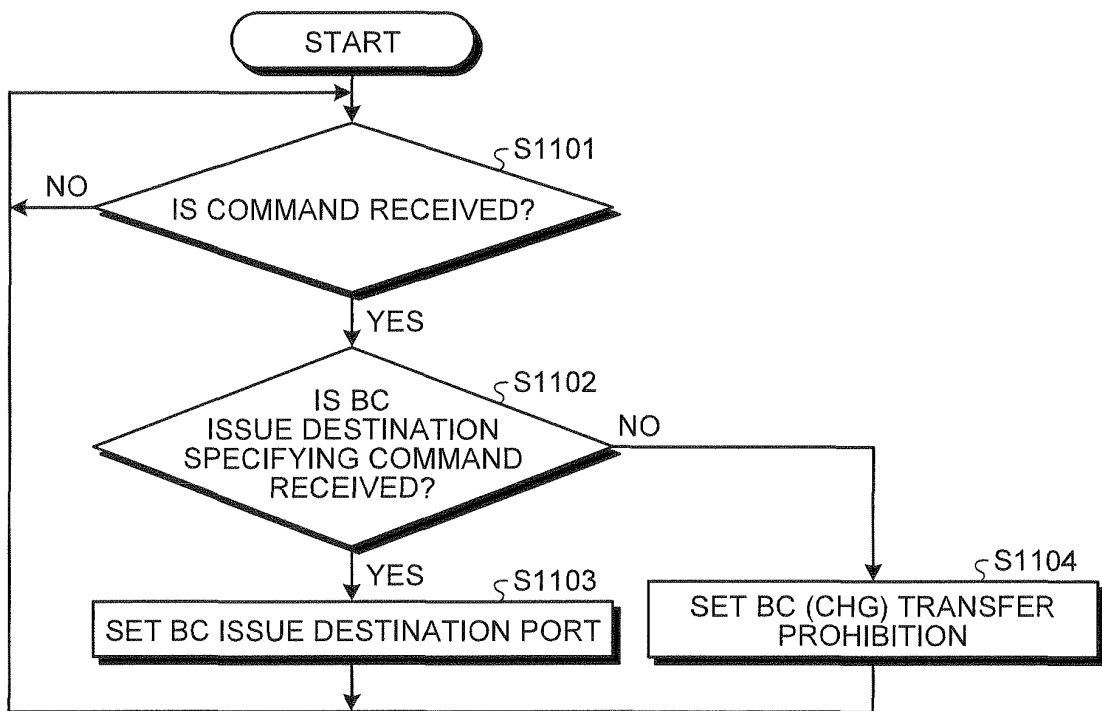 START
S1101
NO
IS COMMAND RECEIVED?
YES
S1102
IS BC
ISSUE DESTINATION
SPECIFYING COMMAND
RECEIVED?
NO
YES
S1103
SET BC ISSUE DESTINATION PORT
S1104
SET BC (CHG) TRANSFER
PROHIBITION